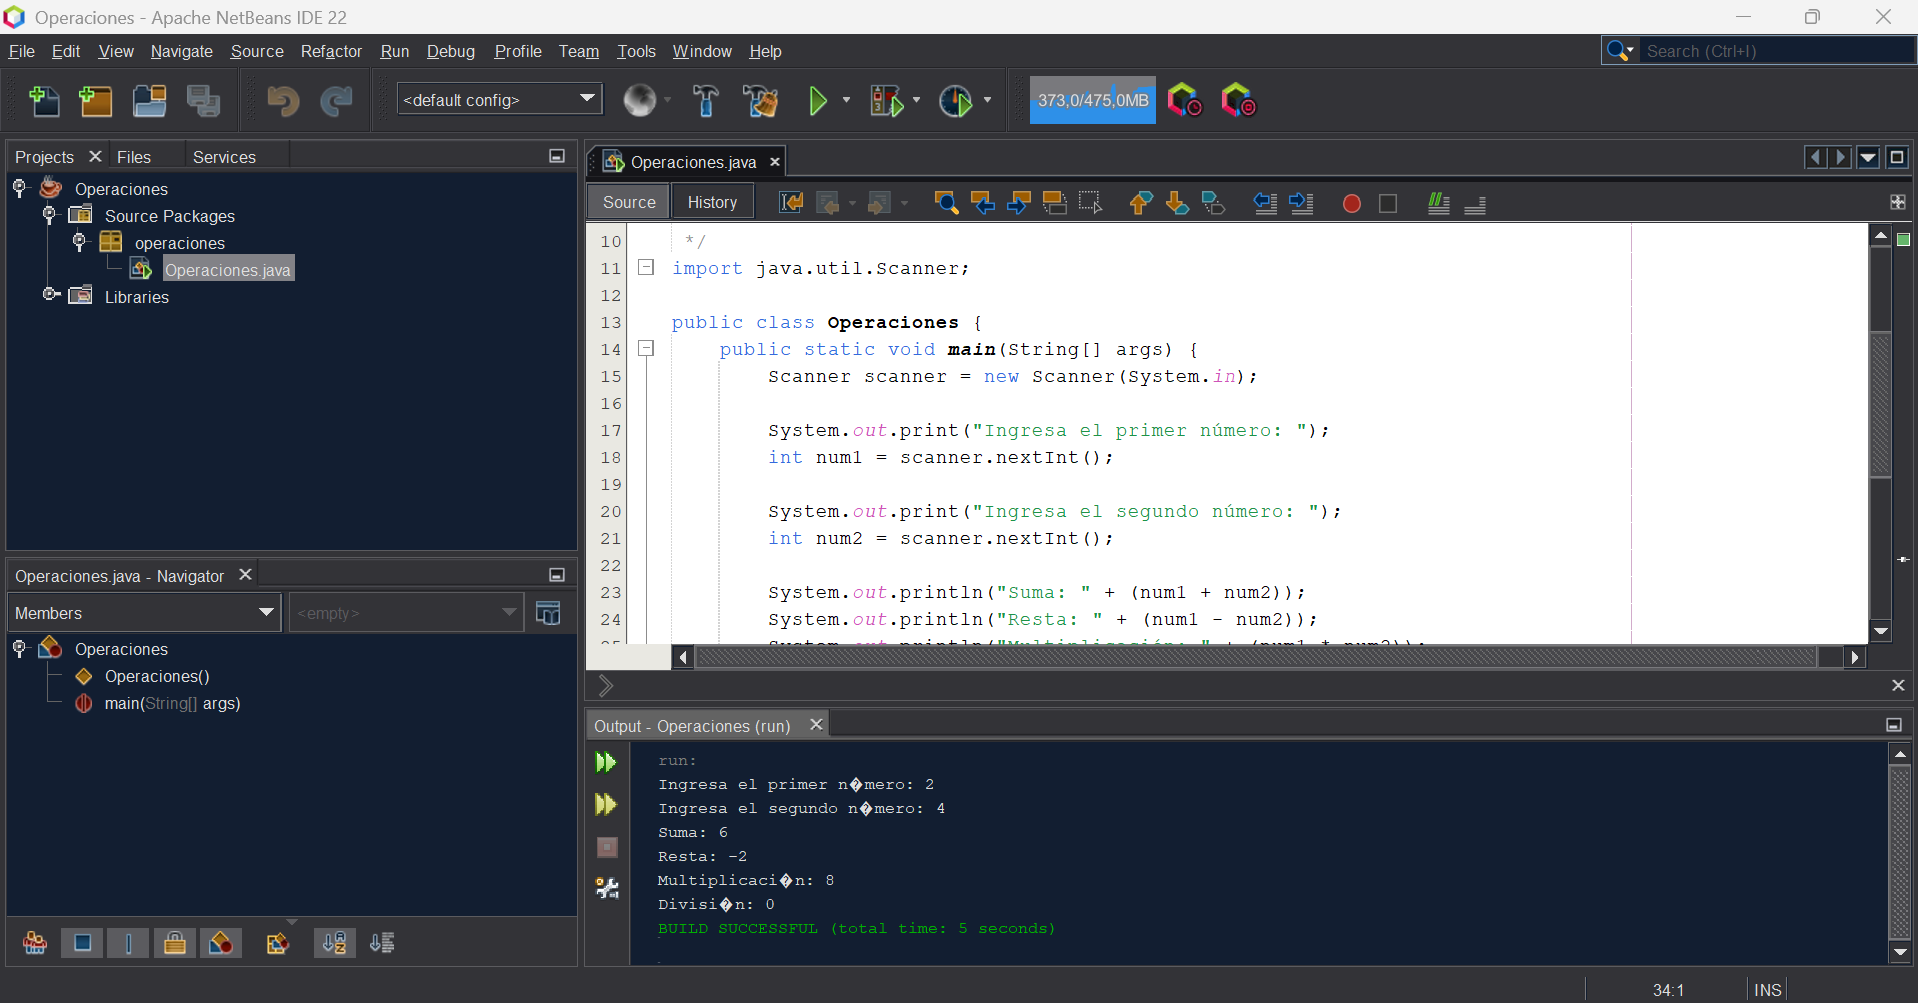 Operaciones - Apache NetBeans IDE 22
File Edit View Navigate Source Refactor Run Debug Profile Team Tools Window Help
Search (Ctrl+I)
<default config>
373,0/475,0MB
Projects Files Services
Operaciones
Source Packages
operaciones
Operaciones.java
Libraries
Operaciones.java - Navigator
Members
<empty>
Operaciones
Operaciones()
main(String[] args)
Operaciones.java
Source History
10 */
11 import java.util.Scanner;
12
13 public class Operaciones {
14 public static void main(String[] args) {
15 Scanner scanner = new Scanner(System.in);
16
17 System.out.print("Ingresa el primer número: ");
18 int num1 = scanner.nextInt();
19
20 System.out.print("Ingresa el segundo número: ");
21 int num2 = scanner.nextInt();
22
23 System.out.println("Suma: " + (num1 + num2));
24 System.out.println("Resta: " + (num1 - num2));
Output - Operaciones (run)
run:
Ingresa el primer n�mero: 2
Ingresa el segundo n�mero: 4
Suma: 6
Resta: -2
Multiplicaci�n: 8
Divisi�n: 0
BUILD SUCCESSFUL (total time: 5 seconds)
34:1 INS